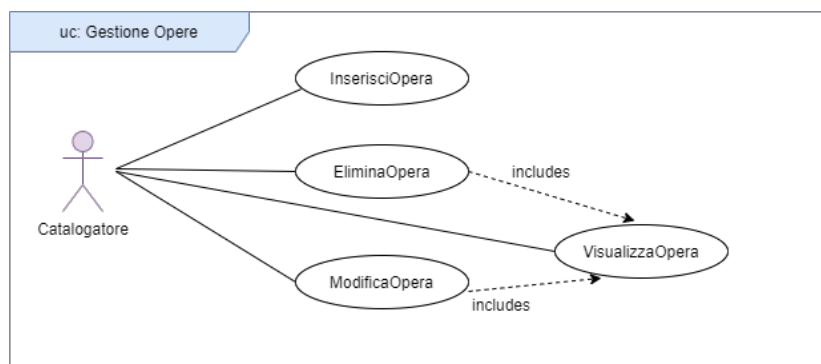 uc: Gestione Opere
InserisciOpera
EliminaOpera
includes
Catalogatore
VisualizzaOpera
ModificaOpera
includes